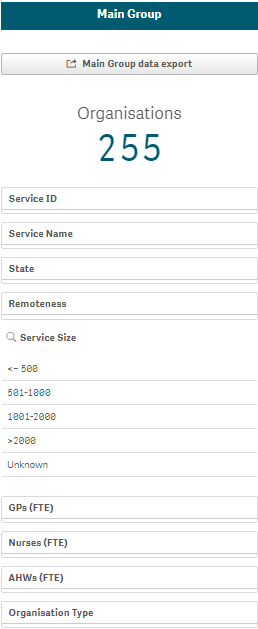 Main Group
Main Group data export
Organisations
255
Service ID
Service Name
State
Remoteness
Service Size
<- 500
501-1000
1001-2000
>2000
Unknown
GPs (FTE)
Nurses (FTE)
AHWs (FTE)
Organisation Type